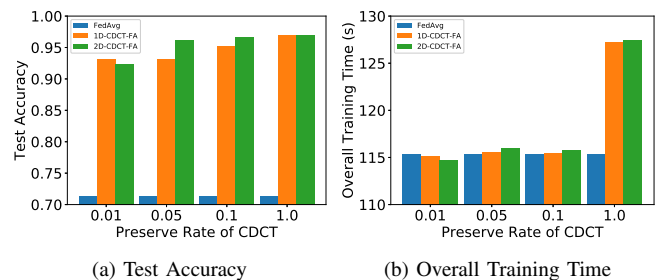 1.00
0.95
0.90
0.85
0.80
0.75
0.70
Test Accuracy
FedAvg
1D-CDCT-FA
2D-CDCT-FA
0.01 0.05 0.1 1.0
Preserve Rate of CDCT
(a) Test Accuracy
130
125
120
115
110
Overall Training Time (s)
FedAvg
1D-CDCT-FA
2D-CDCT-FA
0.01 0.05 0.1 1.0
Preserve Rate of CDCT
(b) Overall Training Time